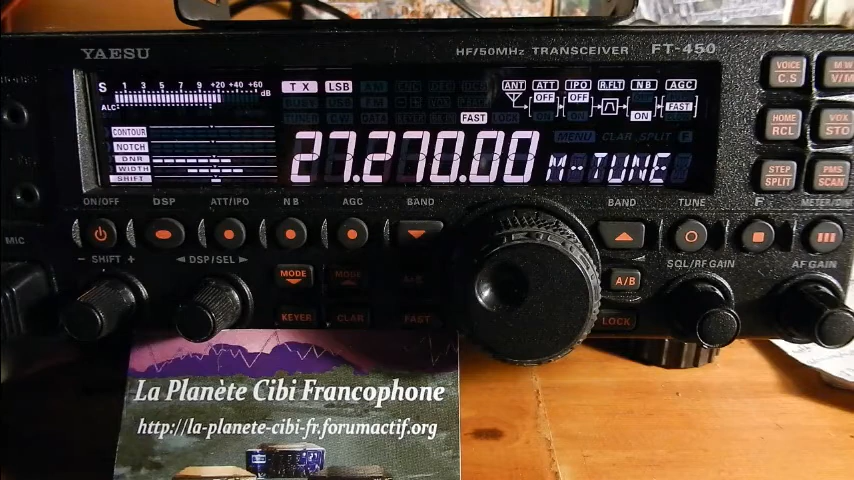 YAESU
HF/50MHz TRANSCEIVER FT-450
VOICE C.S
M W V/M
S 1 3 5 7 9 +20 +40 +60 dB
ALC
TX LSB
ANT ATT IPO R.FLT NB AGC
OFF OFF ON FAST
FAST LOCK
HOME RCL
VOX STO
CONTOUR
NOTCH
DNR
WIDTH
SHIFT
MENU CLAR SPLIT F
27.270.00 M-TUNE
STEP SPLIT
PMS SCAN
ON/OFF DSP ATT/IPO NB AGC BAND
BAND TUNE F
MIC
- SHIFT + DSP/SEL
MODE MODE A/B
SQL/RF GAIN AF GAIN
A/B
KEYER CLAR FAST
LOCK
La Planète Cibi Francophone
http://la-planete-cibi-fr.forumactif.org